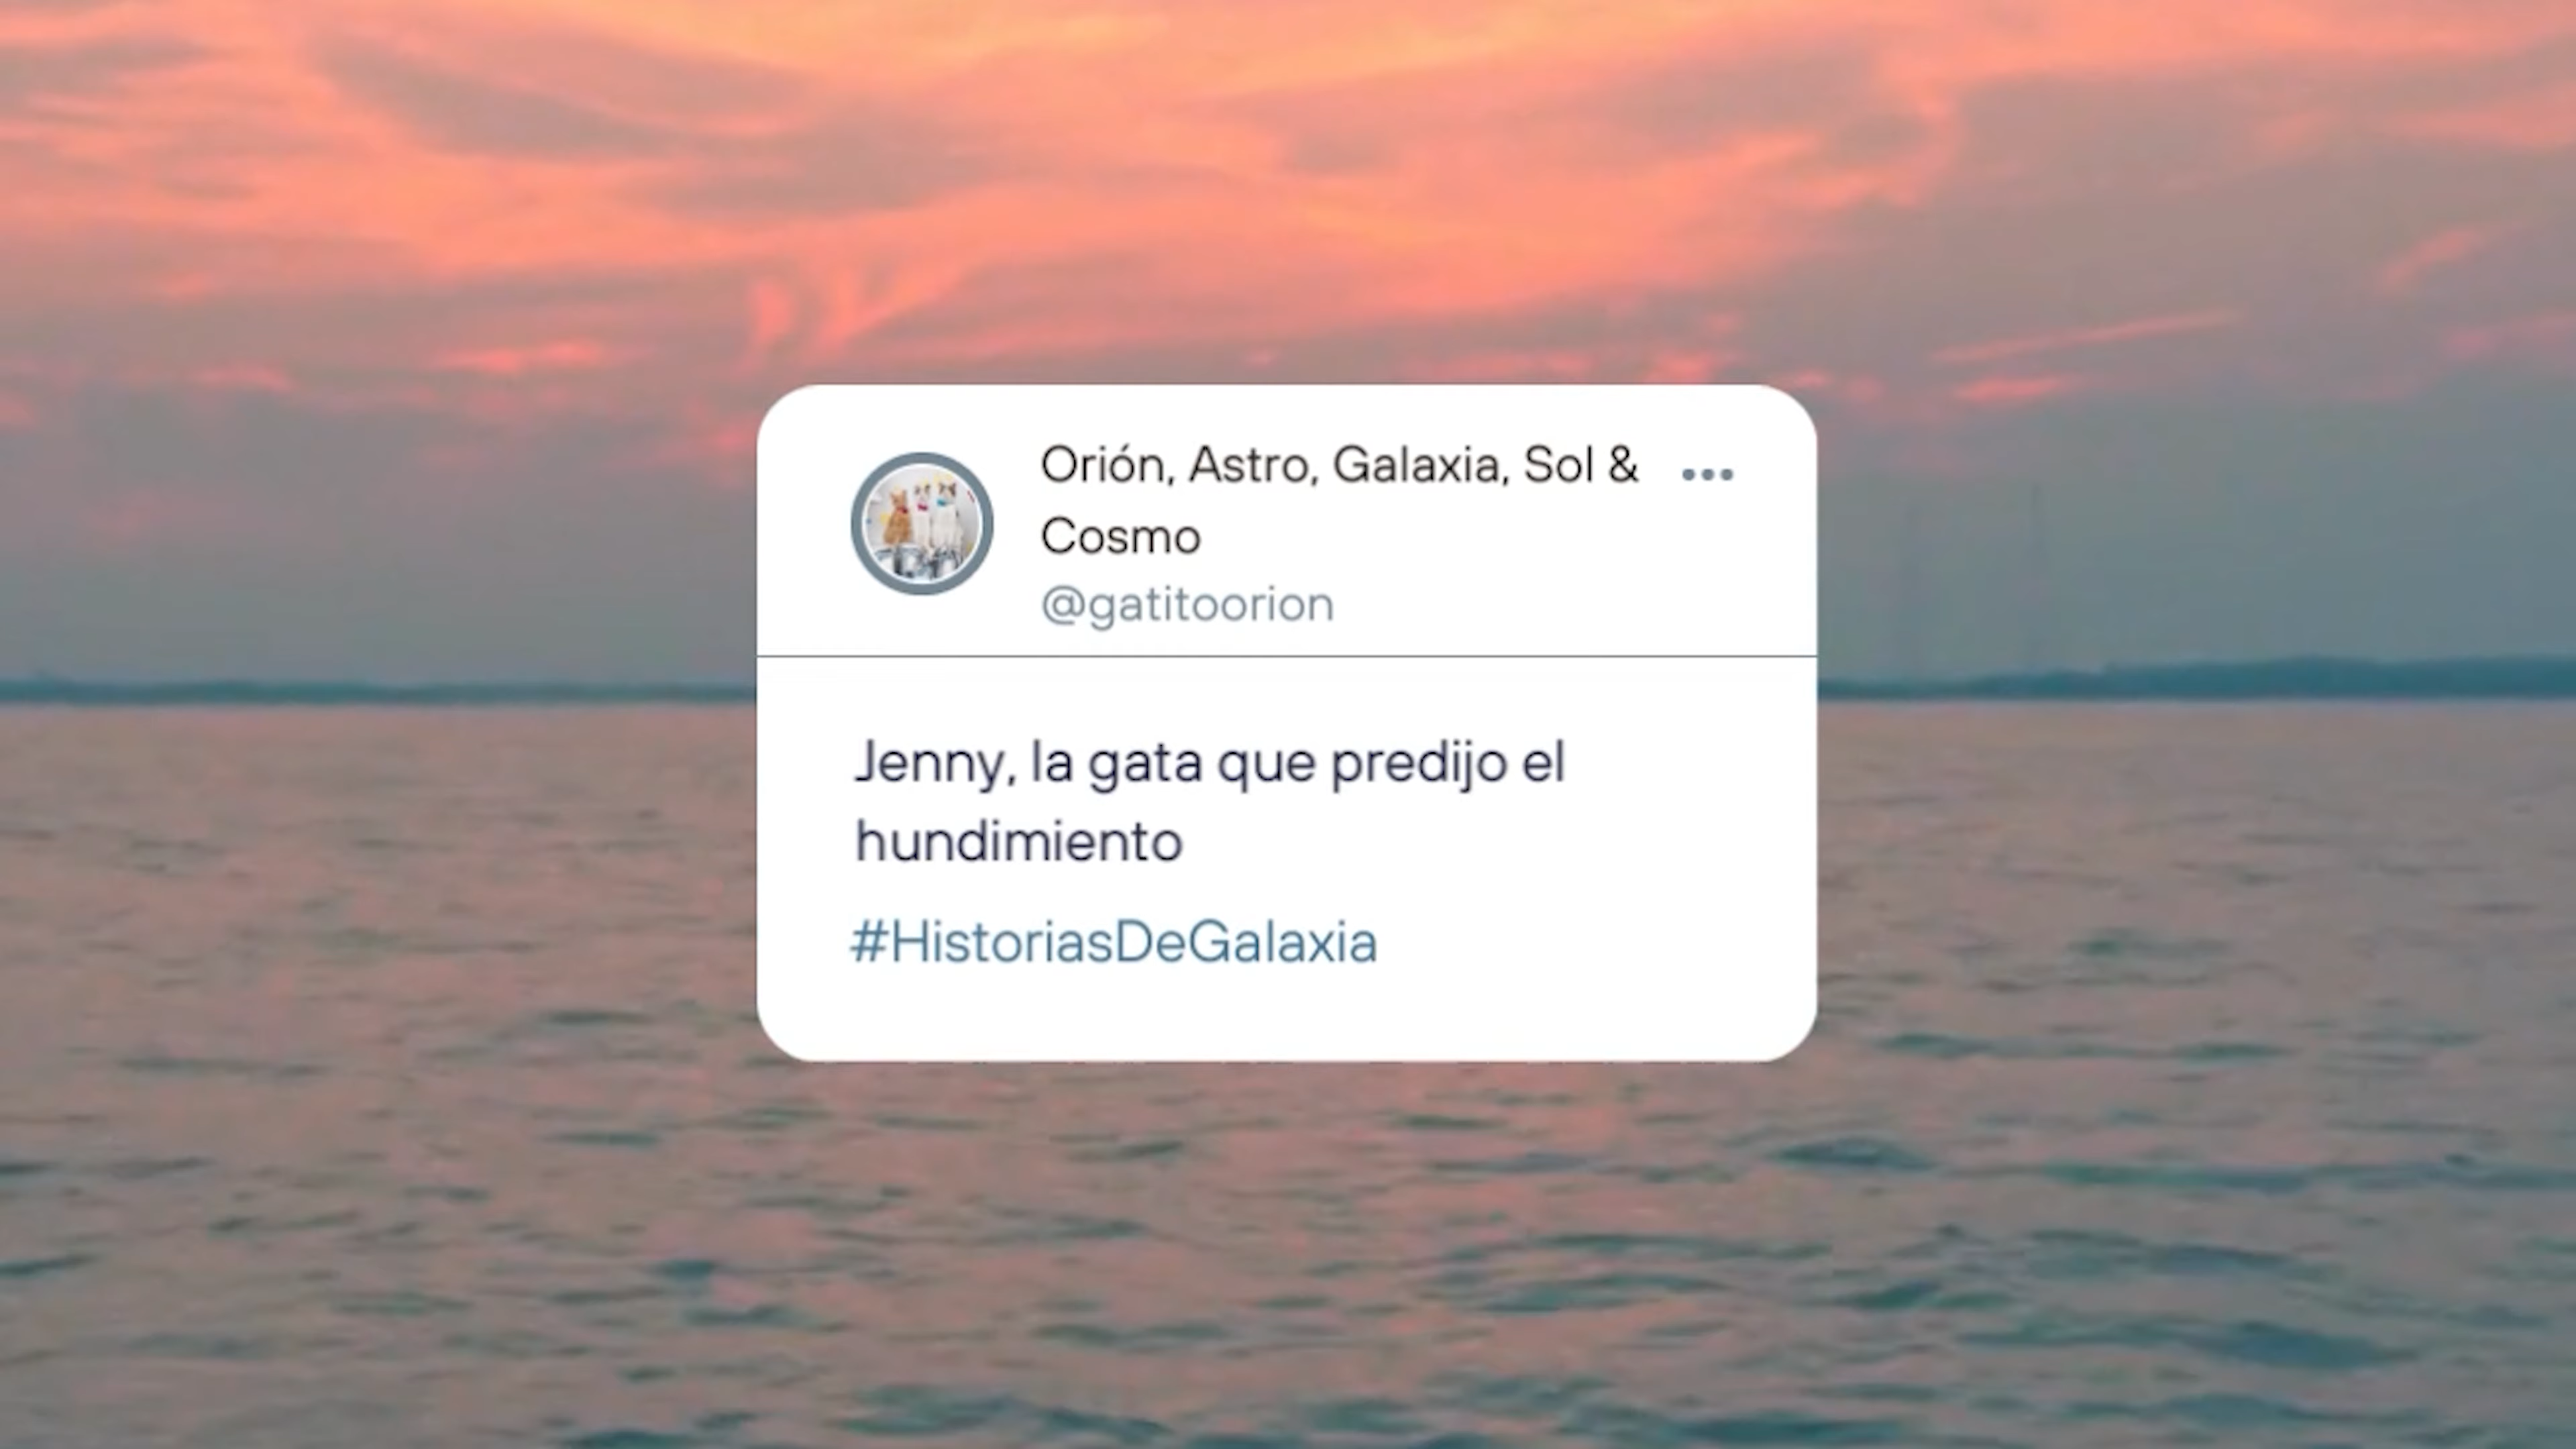 Orión, Astro, Galaxia, Sol &
Cosmo
@gatitoorion
Jenny, la gata que predijo el
hundimiento
#HistoriasDeGalaxia